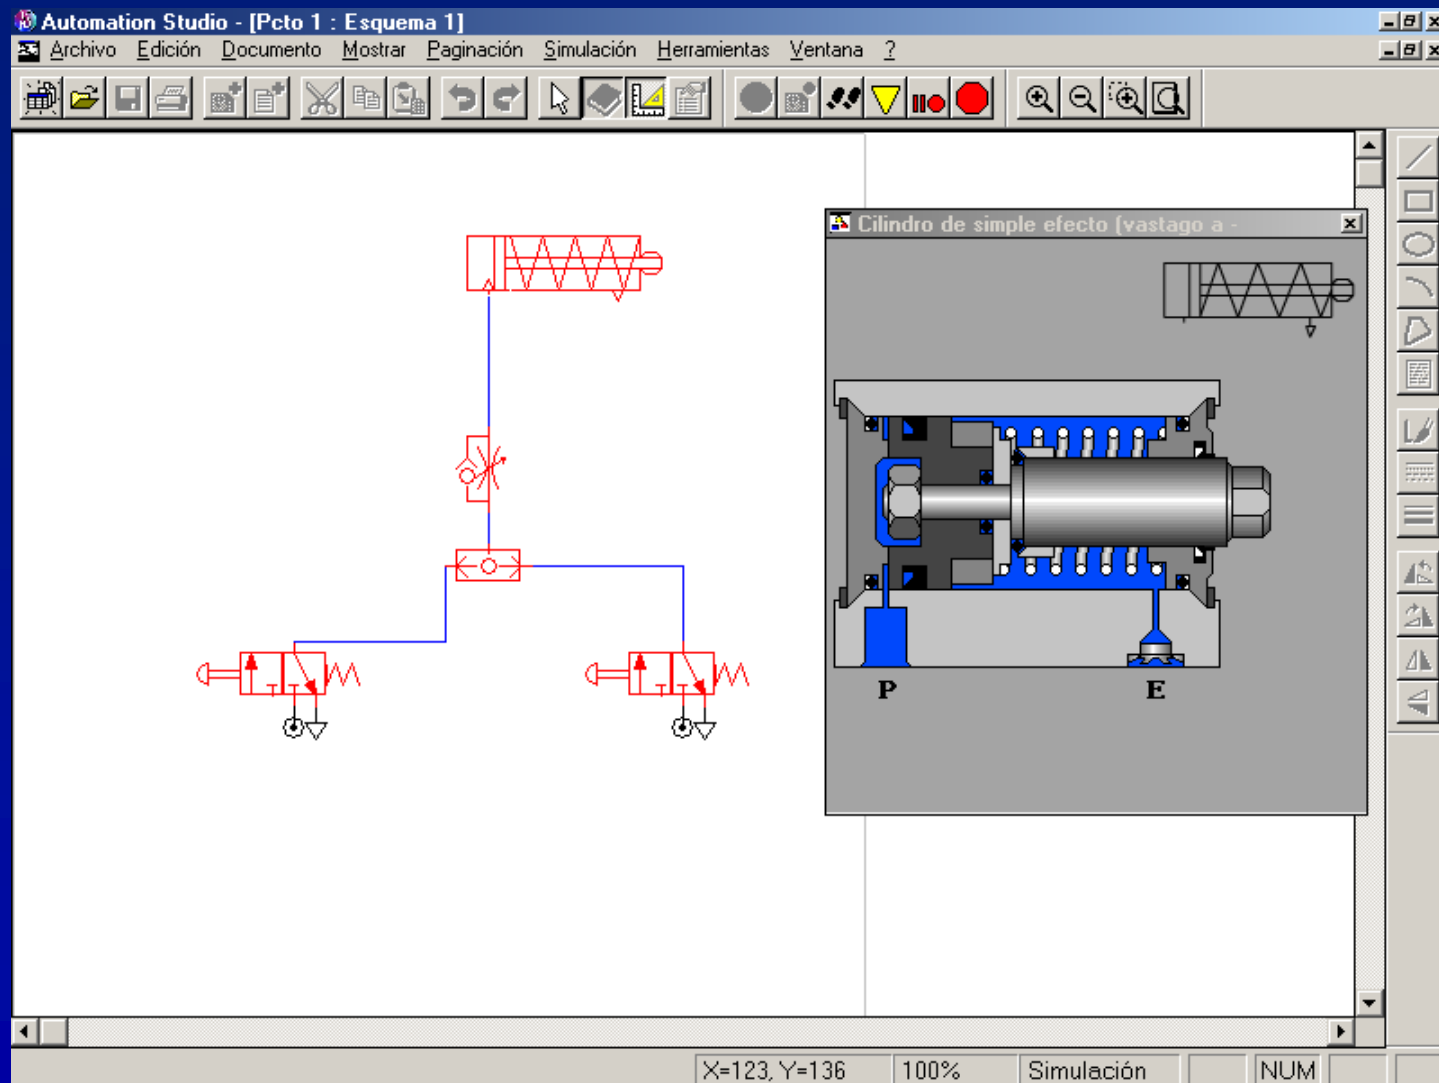 Automation Studio - [Pcto 1 : Esquema 1]
Archivo Edición Documento Mostrar Paginación Simulación Herramientas Ventana ?
Cilindro de simple efecto (vastago a -
P E
X=123, Y=136 100% Simulación NUM